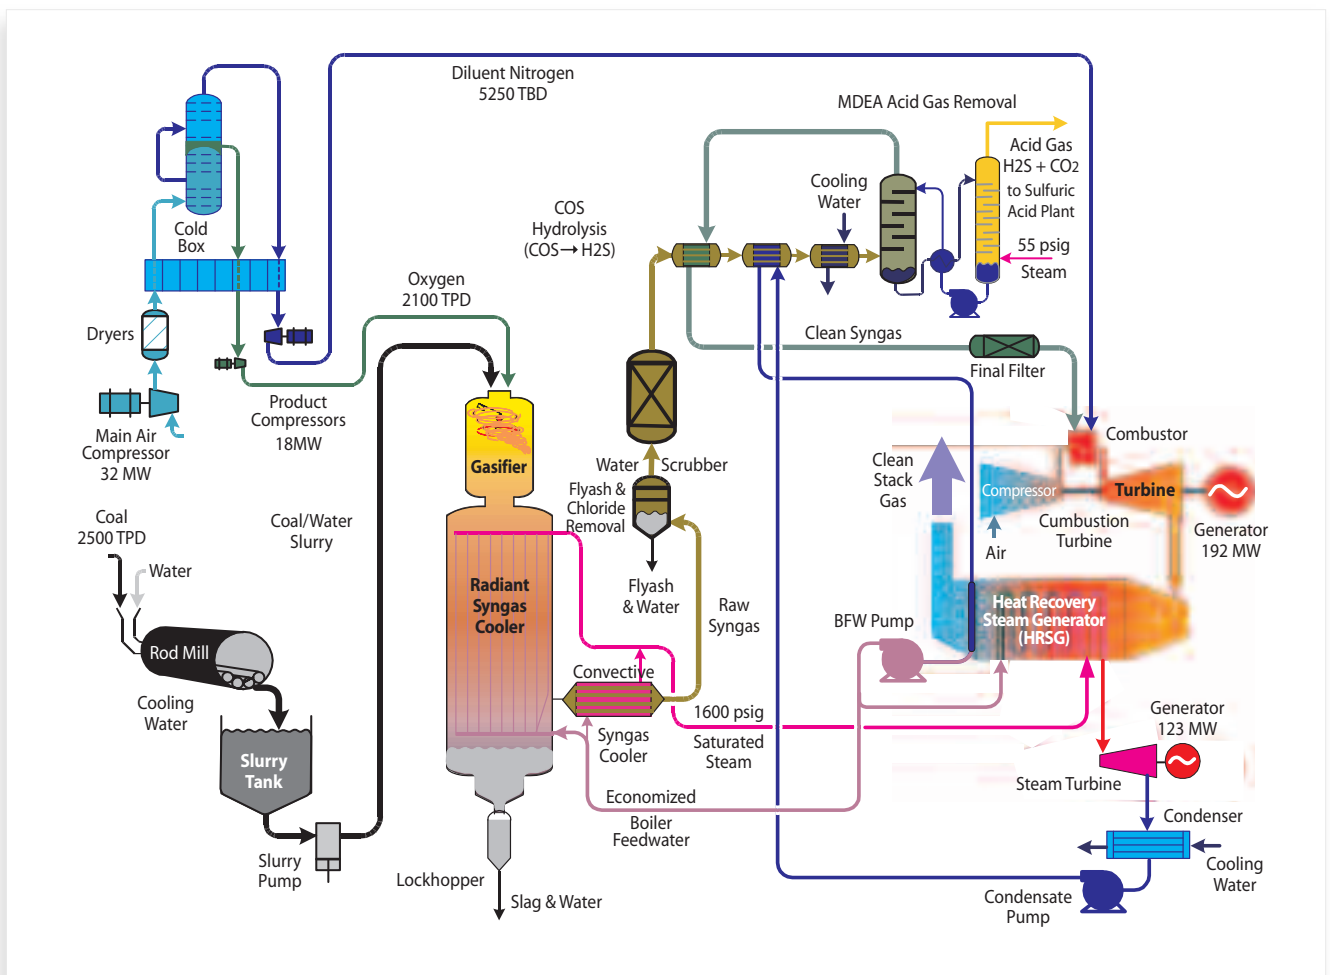 Diluent Nitrogen
5250 TBD
MDEA Acid Gas Removal
Acid Gas
H2S + CO2
to Sulfuric
Acid Plant
55 psig
Steam
Cooling
Water
COS
Hydrolysis
(COS→H2S)
Cold
Box
Oxygen
2100 TPD
Dryers
Clean Syngas
Final Filter
Product
Compressors
18MW
Main Air
Compressor
32 MW
Combustor
Clean
Stack
Gas
Compressor
Turbine
Cumbustion
Turbine
Air
Generator
192 MW
Gasifier
Water
Scrubber
Flyash &
Chloride
Removal
Flyash
& Water
Coal
2500 TPD
Coal/Water
Slurry
Water
Rod Mill
Cooling
Water
Radiant
Syngas
Cooler
Raw
Syngas
Heat Recovery
Steam Generator
(HRSG)
BFW Pump
Convective
Syngas
Cooler
1600 psig
Saturated
Steam
Generator
123 MW
Steam Turbine
Slurry
Tank
Economized
Boiler
Feedwater
Condenser
Cooling
Water
Slurry
Pump
Lockhopper
Slag & Water
Condensate
Pump